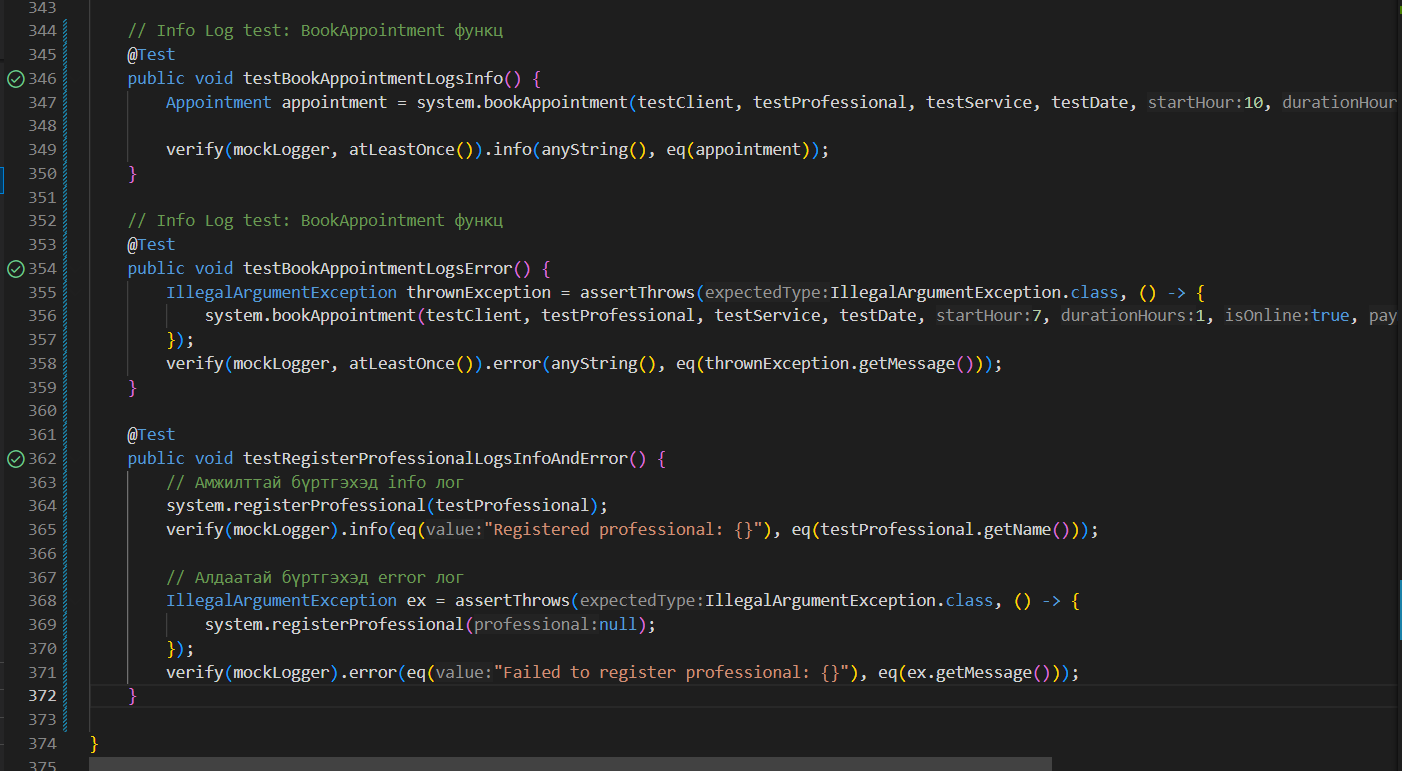 343
344 // Info Log test: BookAppointment функц
345 @Test
346 public void testBookAppointmentLogsInfo() {
347 Appointment appointment = system.bookAppointment(testClient, testProfessional, testService, testDate, startHour:10, durationHour
348
349 verify(mockLogger, atLeastOnce()).info(anyString(), eq(appointment));
350 }
351
352 // Info Log test: BookAppointment функц
353 @Test
354 public void testBookAppointmentLogsError() {
355 IllegalArgumentException thrownException = assertThrows(expectedType:IllegalArgumentException.class, () -> {
356 system.bookAppointment(testClient, testProfessional, testService, testDate, startHour:7, durationHours:1, isOnline:true, pay
357 });
358 verify(mockLogger, atLeastOnce()).error(anyString(), eq(thrownException.getMessage()));
359 }
360
361 @Test
362 public void testRegisterProfessionalLogsInfoAndError() {
363 // Амжилттай бүртгэхэд info лог
364 system.registerProfessional(testProfessional);
365 verify(mockLogger).info(eq(value:"Registered professional: {}"), eq(testProfessional.getName()));
366
367 // Алдаатай бүртгэхэд error лог
368 IllegalArgumentException ex = assertThrows(expectedType:IllegalArgumentException.class, () -> {
369 system.registerProfessional(professional:null);
370 });
371 verify(mockLogger).error(eq(value:"Failed to register professional: {}"), eq(ex.getMessage()));
372 }
373
374 }
375